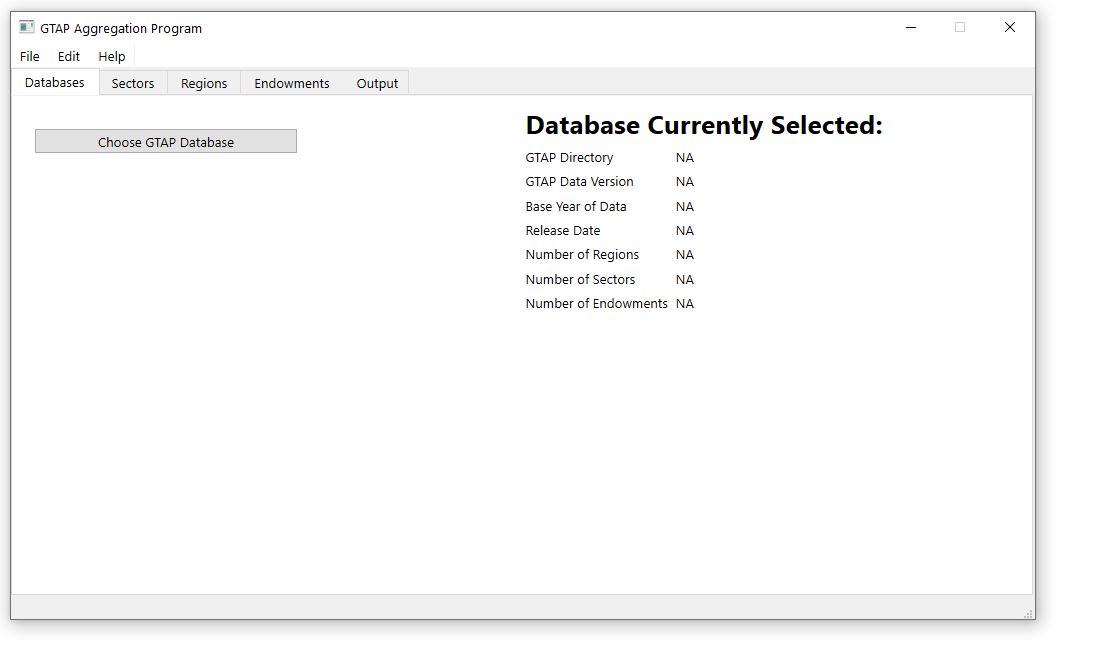 GTAP Aggregation Program
File Edit Help
Databases Sectors Regions Endowments Output
Choose GTAP Database
Database Currently Selected:
GTAP Directory NA
GTAP Data Version NA
Base Year of Data NA
Release Date NA
Number of Regions NA
Number of Sectors NA
Number of Endowments NA